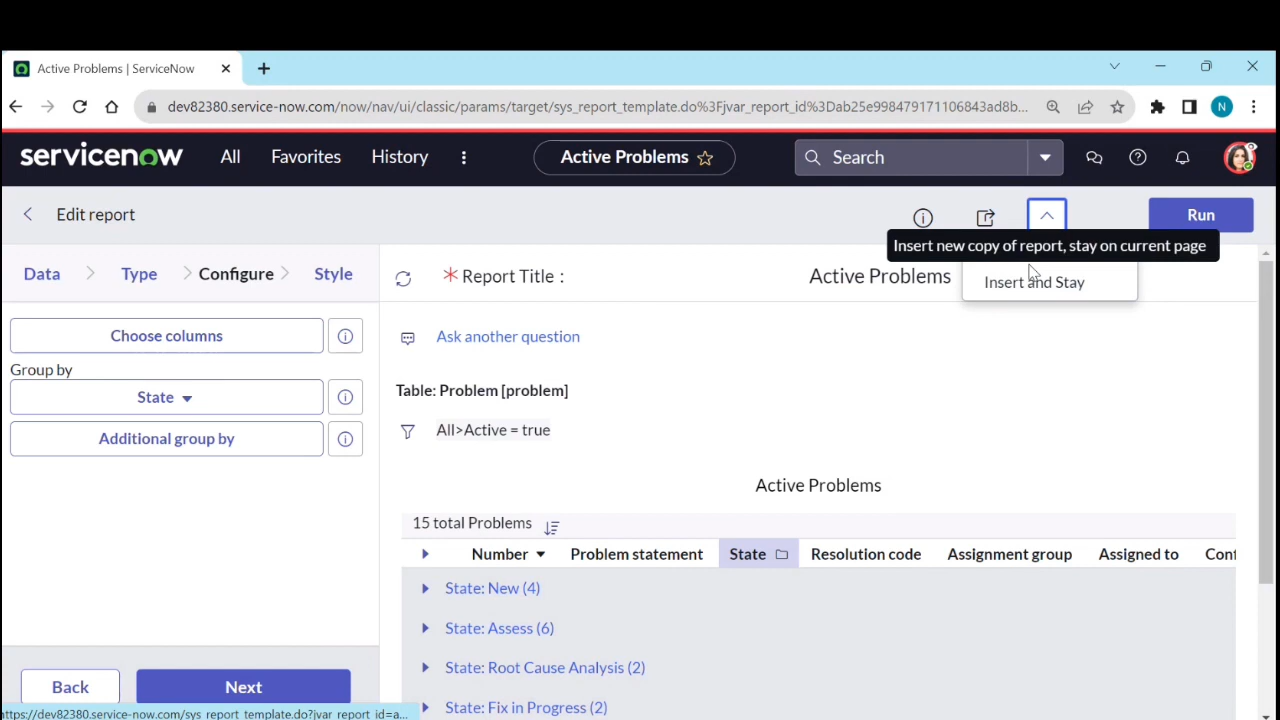 Active Problems | ServiceNow
dev82380.service-now.com/now/nav/ui/classic/params/target/sys_report_template.do%3Fjvar_report_id%3Dab25e998479171106843ad8b...
N
servicenow All Favorites History Active Problems Search
Edit report Run
Insert new copy of report, stay on current page
Insert and Stay
Data Type Configure Style
* Report Title : Active Problems
Choose columns
Ask another question
Group by
State
Table: Problem [problem]
Additional group by
All>Active = true
Active Problems
15 total Problems
Number Problem statement State Resolution code Assignment group Assigned to Conf
State: New (4)
State: Assess (6)
State: Root Cause Analysis (2)
State: Fix in Progress (2)
Back Next
ttps://dev82380.service-now.com/sys_report_template.do?jvar_report_id=a...